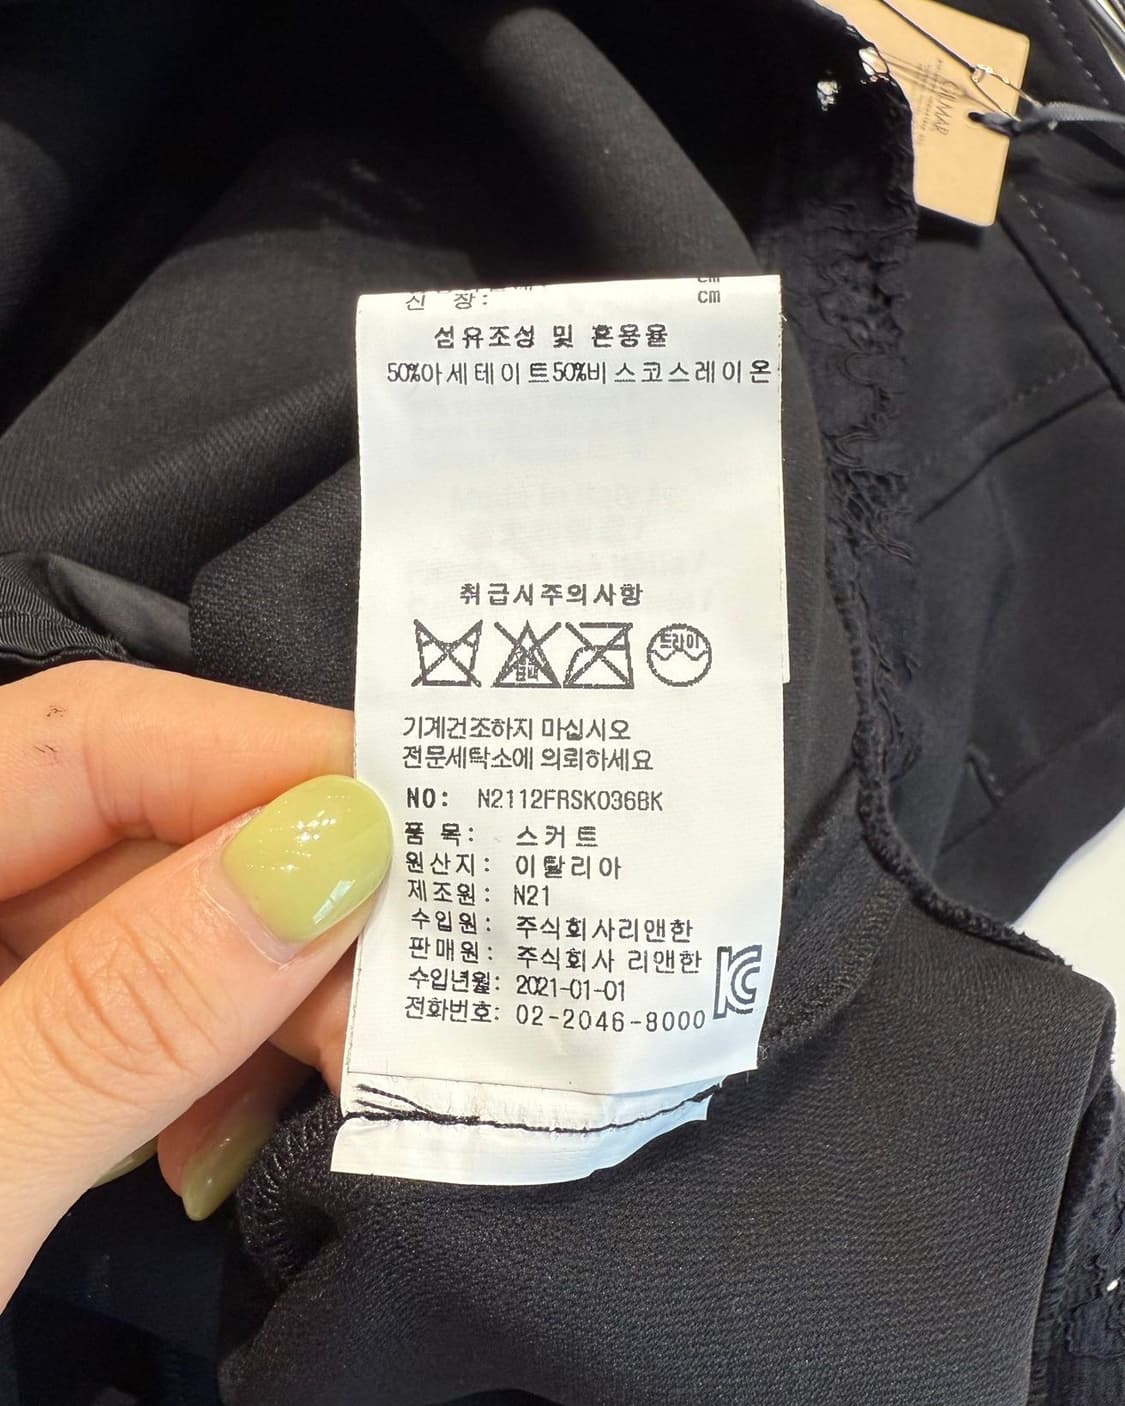 cm
신 장: cm
섬유조성 및 혼용율
50%아세테이트50%비스코스레이온
취급시주의사항
드라이
기계건조하지 마십시오
전문세탁소에 의뢰하세요
NO: N2112FRSK036BK
품 목: 스커트
원산지: 이탈리아
제조원: N21
수입원: 주식회사리앤한
판매원: 주식회사 리앤한
수입년월: 2021-01-01
전화번호: 02-2046-8000